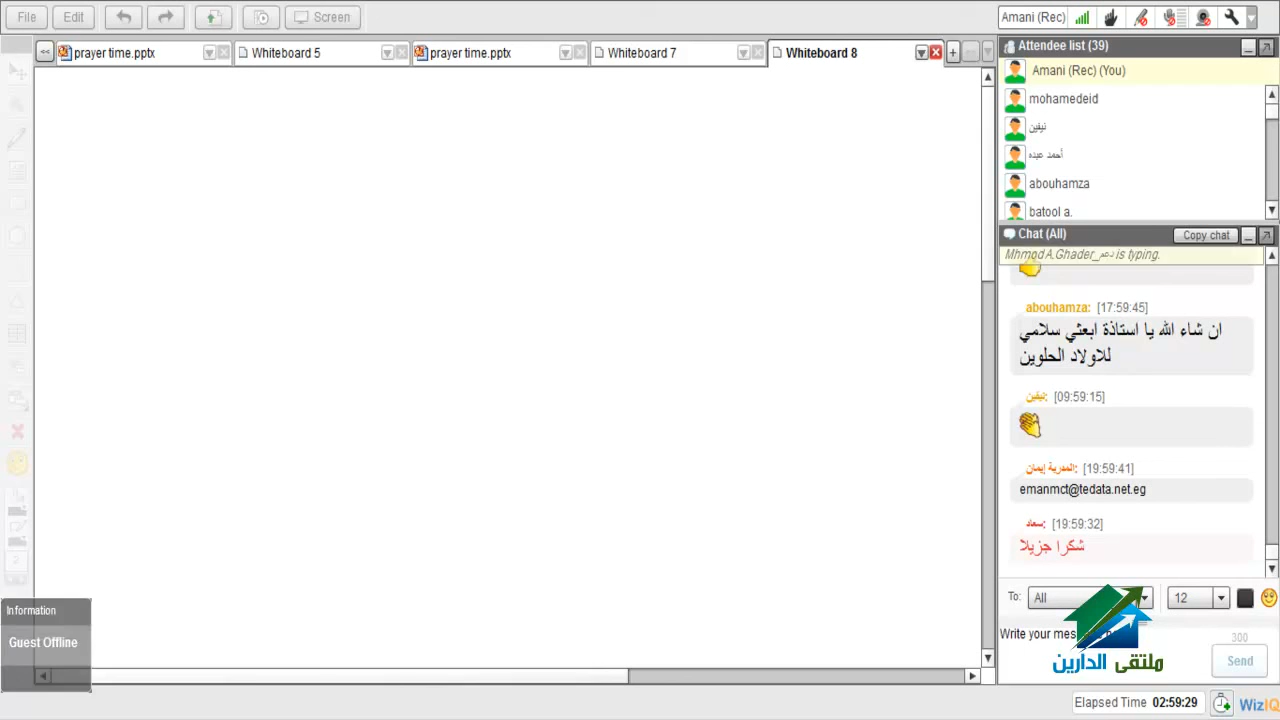 File Edit Screen
Amani (Rec)
<< prayer time.pptx Whiteboard 5 prayer time.pptx Whiteboard 7 Whiteboard 8
Attendee list (39)
Amani (Rec) (You)
mohamedeid
نيفين
أحمد عبده
abouhamza
batool a.
Chat (All) Copy chat
Mhmod A.Ghader_دعم is typing.
abouhamza: [17:59:45]
ان شاء الله يا استاذة ابعثي سلامي
للاولاد الحلوين
نيفين: [09:59:15]
المدربة إيمان: [19:59:41]
emanmct@tedata.net.eg
سعاد: [19:59:32]
شكرا جزيلا
To: All 12
Write your mes
300
Send
ملتقى الدارين
Information
Guest Offline
Elapsed Time 02:59:29
WizIQ